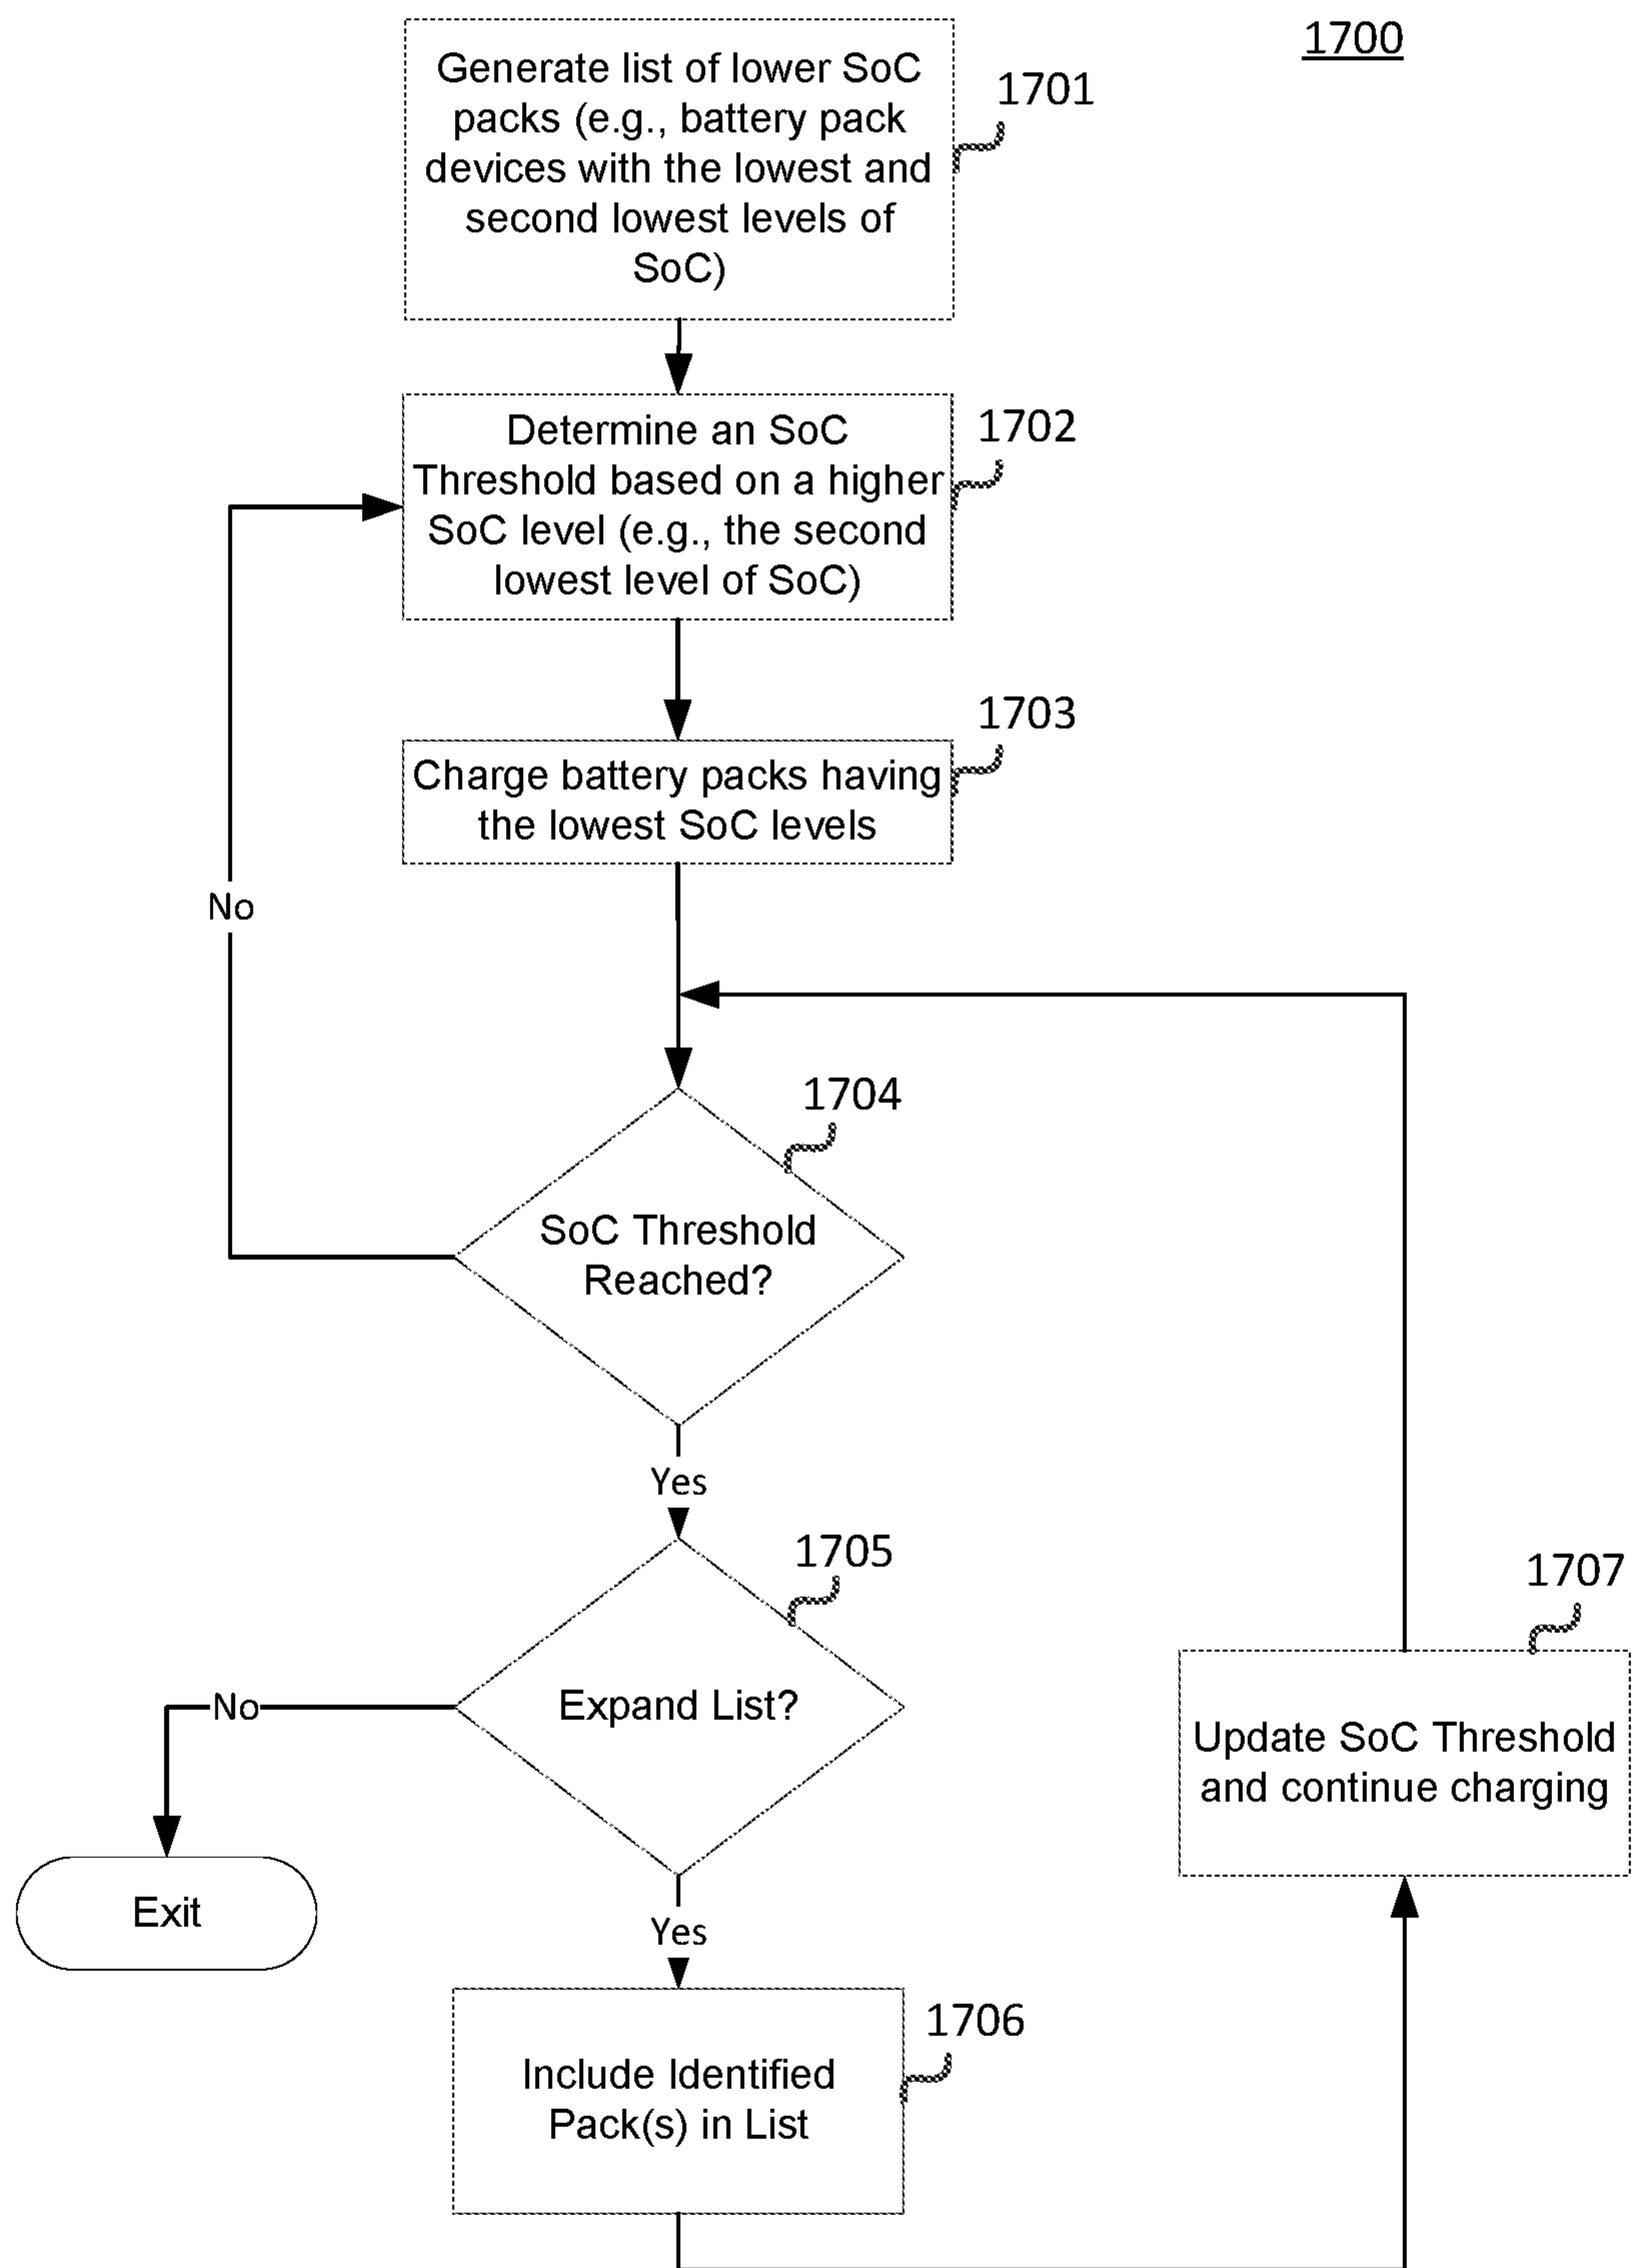 1700
Generate list of lower SoC
packs (e.g., battery pack
devices with the lowest and
second lowest levels of
SoC)
1701
Determine an SoC
Threshold based on a higher
SoC level (e.g., the second
lowest level of SoC)
1702
Charge battery packs having
the lowest SoC levels
1703
No
1704
SoC Threshold
Reached?
Yes
1705
Expand List?
No
Exit
Yes
1706
Include Identified
Pack(s) in List
1707
Update SoC Threshold
and continue charging